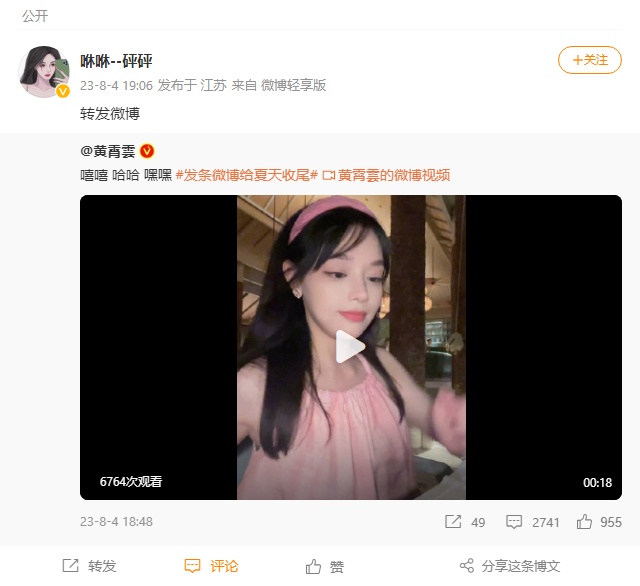 公开
咻咻--砰砰
+关注
23-8-4 19:06 发布于 江苏 来自 微博轻享版
转发微博
@黄霄雲
嘻嘻 哈哈 嘿嘿 #发条微博给夏天收尾# 黄霄雲的微博视频
6764次观看
00:18
23-8-4 18:48
49
2741
955
转发
评论
赞
分享这条博文